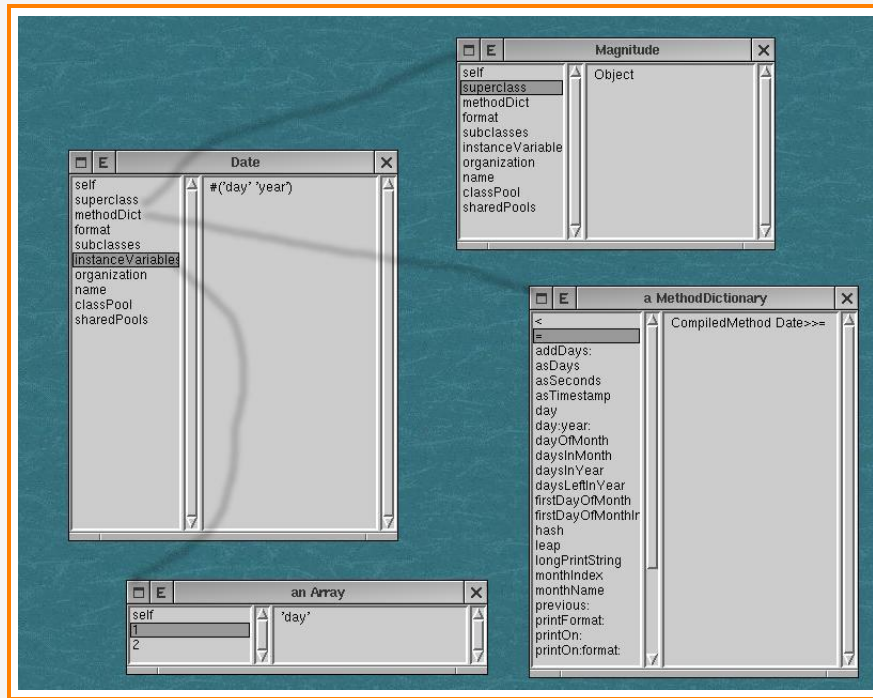 E Magnitude
self
superclass
methodDict
format
subclasses
instanceVariable
organization
name
classPool
sharedPools
Object
E Date
self
superclass
methodDict
format
subclasses
instanceVariables
organization
name
classPool
sharedPools
#('day' 'year')
E a MethodDictionary
<
=
addDays:
asDays
asSeconds
asTimestamp
day
day:year:
dayOfMonth
daysInMonth
daysInYear
daysLeftInYear
firstDayOfMonth
firstDayOfMonthIr
hash
leap
longPrintString
monthIndex
monthName
previous:
printFormat:
printOn:
printOn:format:
CompiledMethod Date>>=
E an Array
self
1
2
'day'